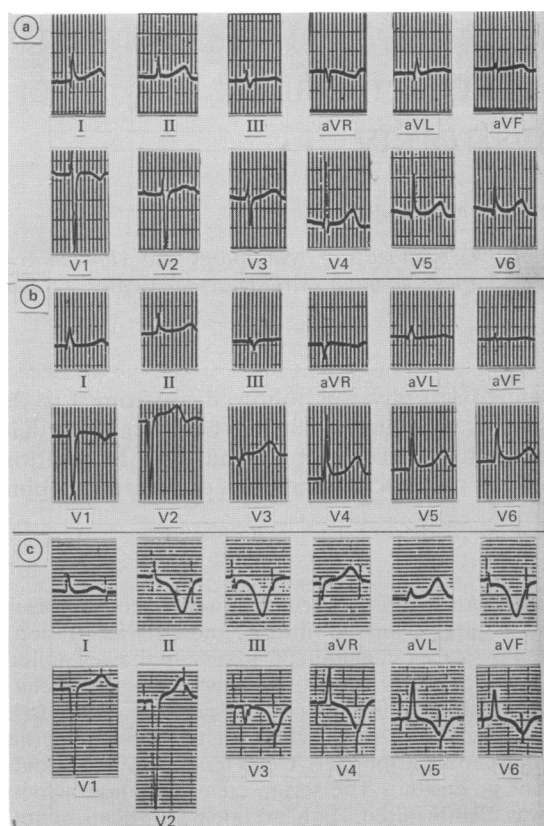 a
I II III aVR aVL aVF
V1 V2 V3 V4 V5 V6
b
I II III aVR aVL aVF
V1 V2 V3 V4 V5 V6
c
I II III aVR aVL aVF
V1 V2 V3 V4 V5 V6